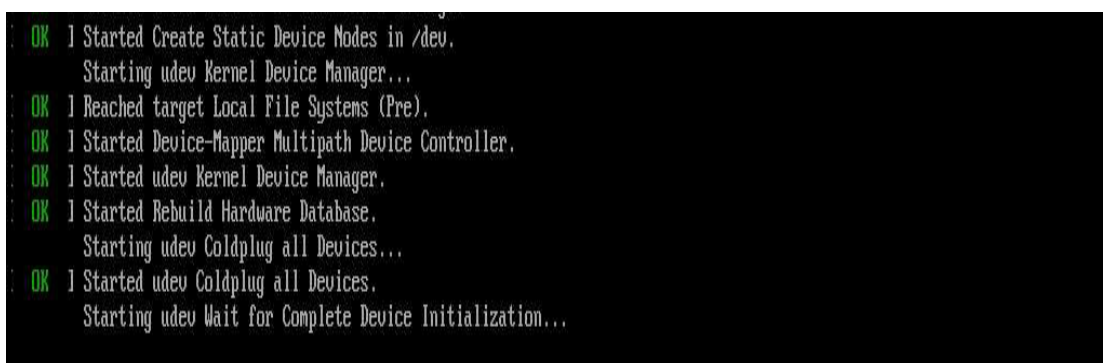 OK ] Started Create Static Device Nodes in /dev.
Starting udev Kernel Device Manager...
[ OK ] Reached target Local File Systems (Pre).
[ OK ] Started Device-Mapper Multipath Device Controller.
[ OK ] Started udev Kernel Device Manager.
[ OK ] Started Rebuild Hardware Database.
Starting udev Coldplug all Devices...
[ OK ] Started udev Coldplug all Devices.
Starting udev Wait for Complete Device Initialization...